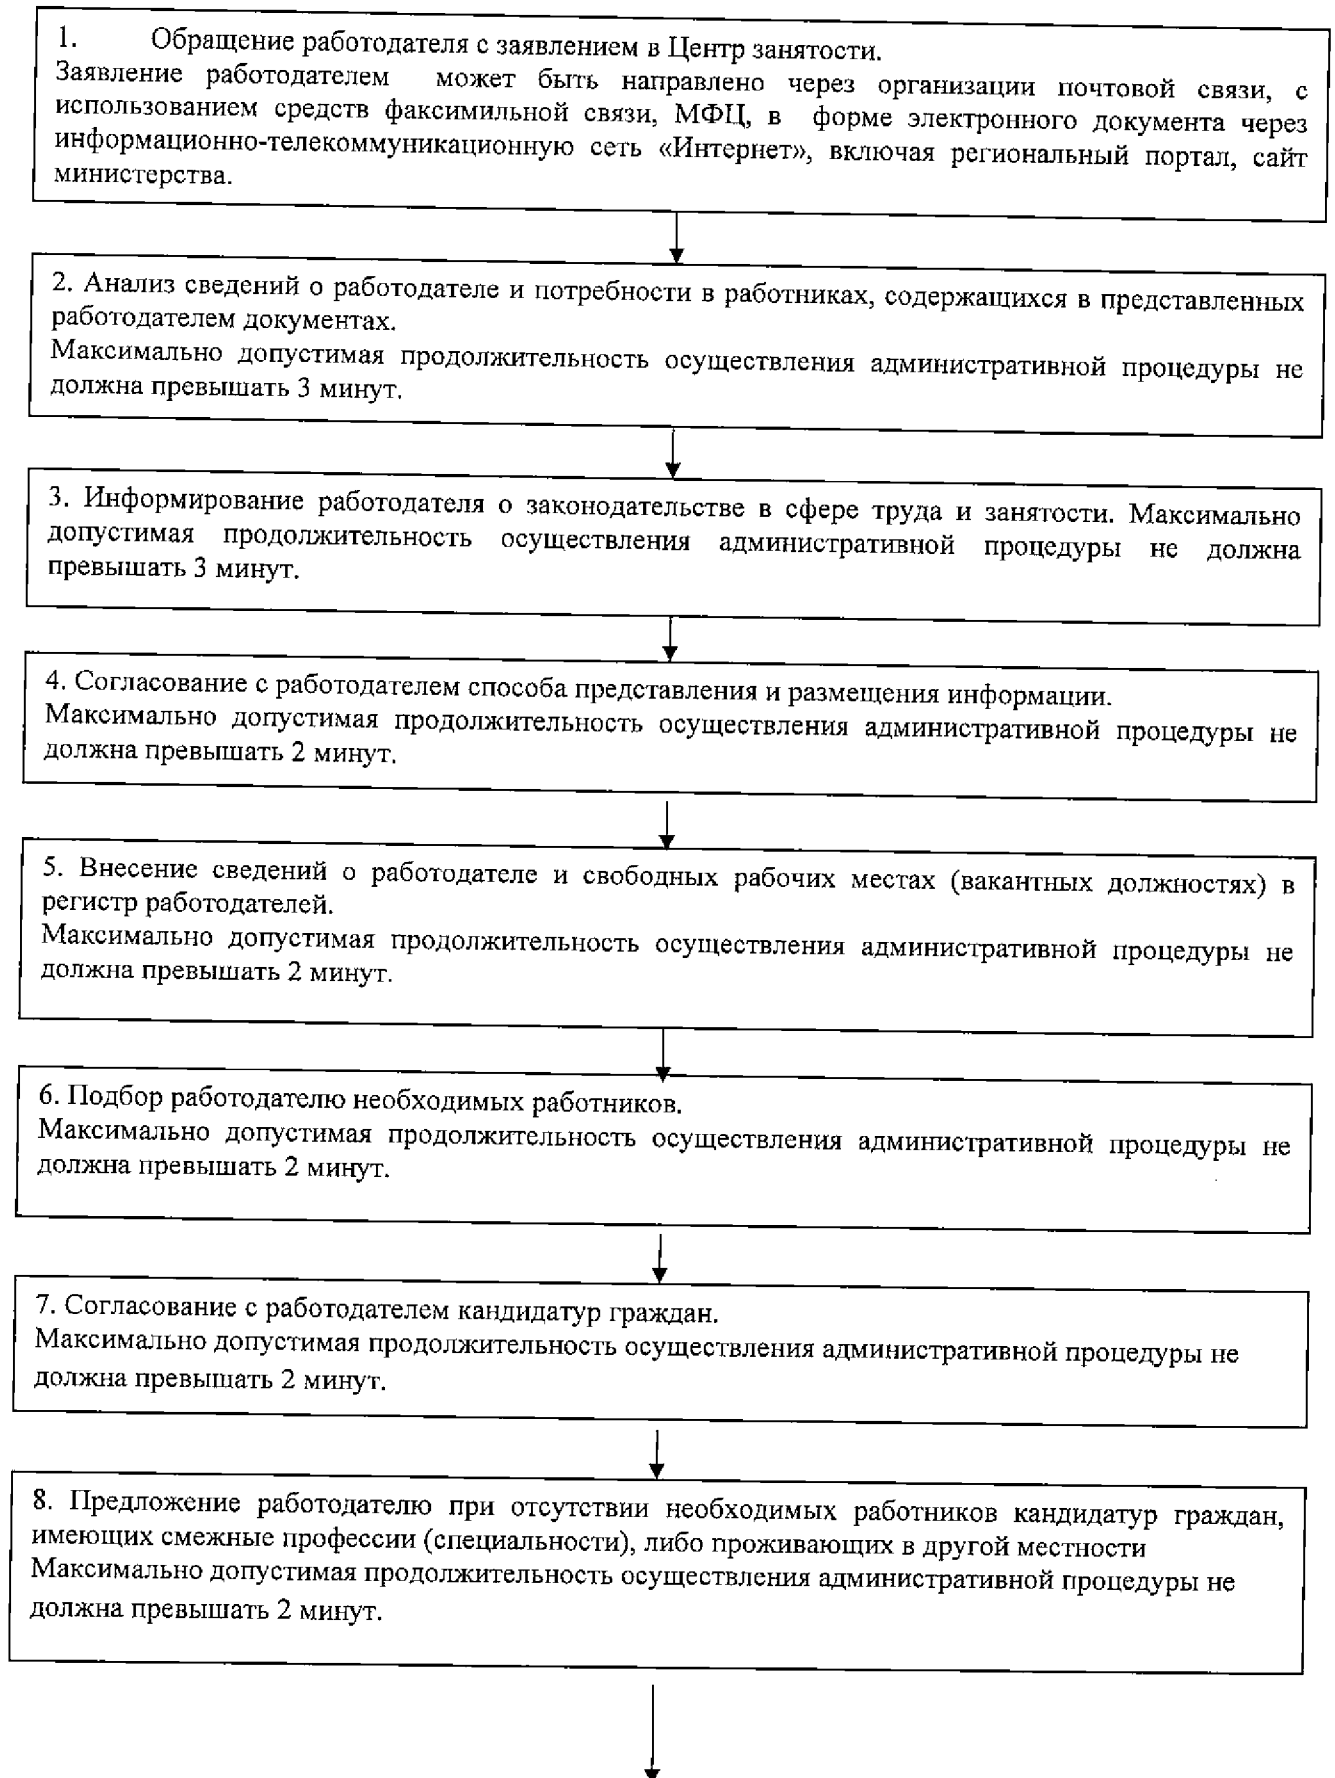 1. Обращение работодателя с заявлением в Центр занятости.
Заявление работодателем может быть направлено через организации почтовой связи, с
использованием средств факсимильной связи, МФЦ, в форме электронного документа через
информационно-телекоммуникационную сеть «Интернет», включая региональный портал, сайт
министерства.
2. Анализ сведений о работодателе и потребности в работниках, содержащихся в представленных
работодателем документах.
Максимально допустимая продолжительность осуществления административной процедуры не
должна превышать 3 минут.
3. Информирование работодателя о законодательстве в сфере труда и занятости. Максимально
допустимая продолжительность осуществления административной процедуры не должна
превышать 3 минут.
4. Согласование с работодателем способа представления и размещения информации.
Максимально допустимая продолжительность осуществления административной процедуры не
должна превышать 2 минут.
5. Внесение сведений о работодателе и свободных рабочих местах (вакантных должностях) в
регистр работодателей.
Максимально допустимая продолжительность осуществления административной процедуры не
должна превышать 2 минут.
6. Подбор работодателю необходимых работников.
Максимально допустимая продолжительность осуществления административной процедуры не
должна превышать 2 минут.
7. Согласование с работодателем кандидатур граждан.
Максимально допустимая продолжительность осуществления административной процедуры не
должна превышать 2 минут.
8. Предложение работодателю при отсутствии необходимых работников кандидатур граждан,
имеющих смежные профессии (специальности), либо проживающих в другой местности
Максимально допустимая продолжительность осуществления административной процедуры не
должна превышать 2 минут.